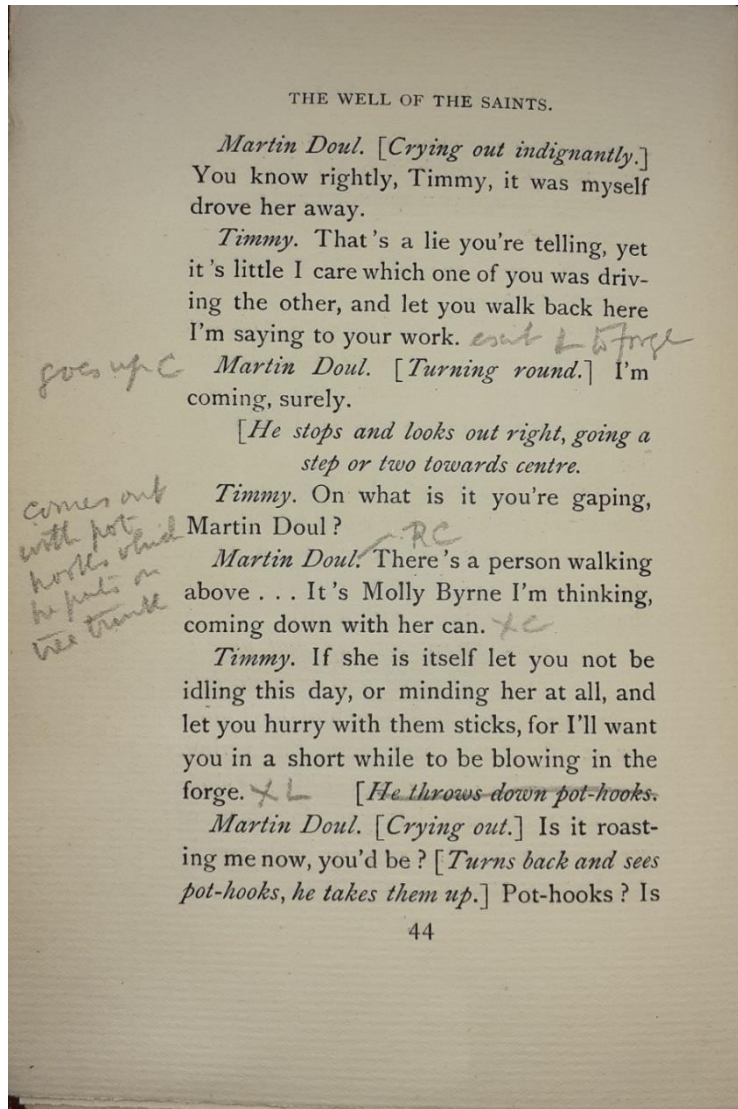 THE WELL OF THE SAINTS.
Martin Doul. [Crying out indignantly.]
You know rightly, Timmy, it was myself
drove her away.
Timmy. That's a lie you're telling, yet
it's little I care which one of you was driv-
ing the other, and let you walk back here
I'm saying to your work. exit L to forge
goes up C
Martin Doul. [Turning round.] I'm
coming, surely.
[He stops and looks out right, going a
step or two towards centre.
comes out
with pot
hooks which
he puts on
tree trunk
Timmy. On what is it you're gaping,
Martin Doul?
RC
Martin Doul. There's a person walking
above . . . It's Molly Byrne I'm thinking,
coming down with her can. X C
Timmy. If she is itself let you not be
idling this day, or minding her at all, and
let you hurry with them sticks, for I'll want
you in a short while to be blowing in the
forge. X L [He throws down pot-hooks.
Martin Doul. [Crying out.] Is it roast-
ing me now, you'd be? [Turns back and sees
pot-hooks, he takes them up.] Pot-hooks? Is
44